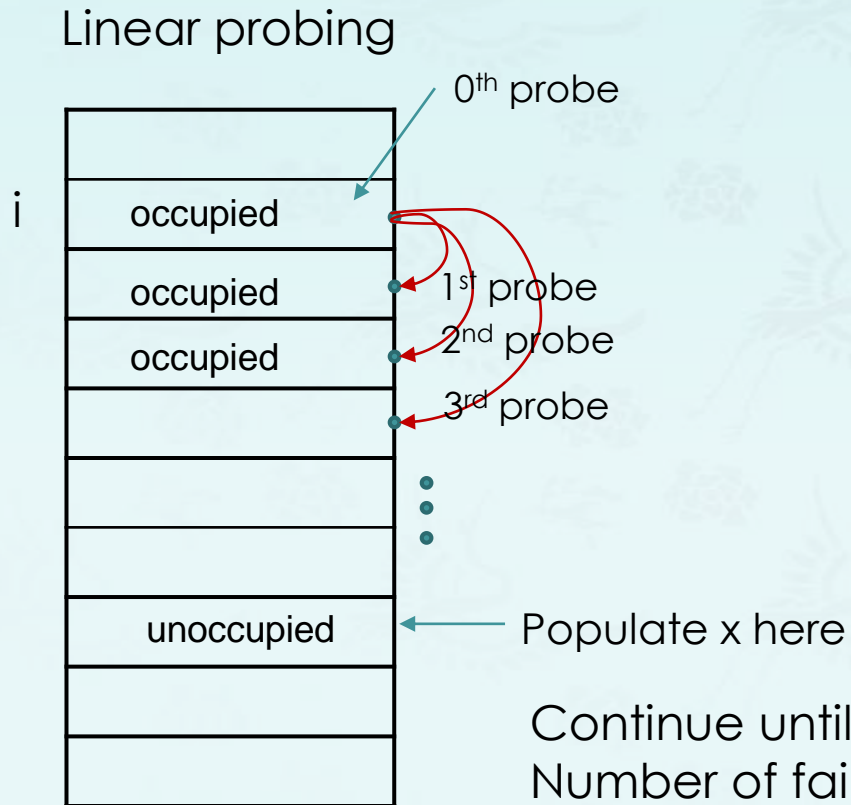 Linear probing
0th probe
i
occupied
occupied
1st probe
occupied
2nd probe
3rd probe
unoccupied
Populate x here
Continue until
Number of fai